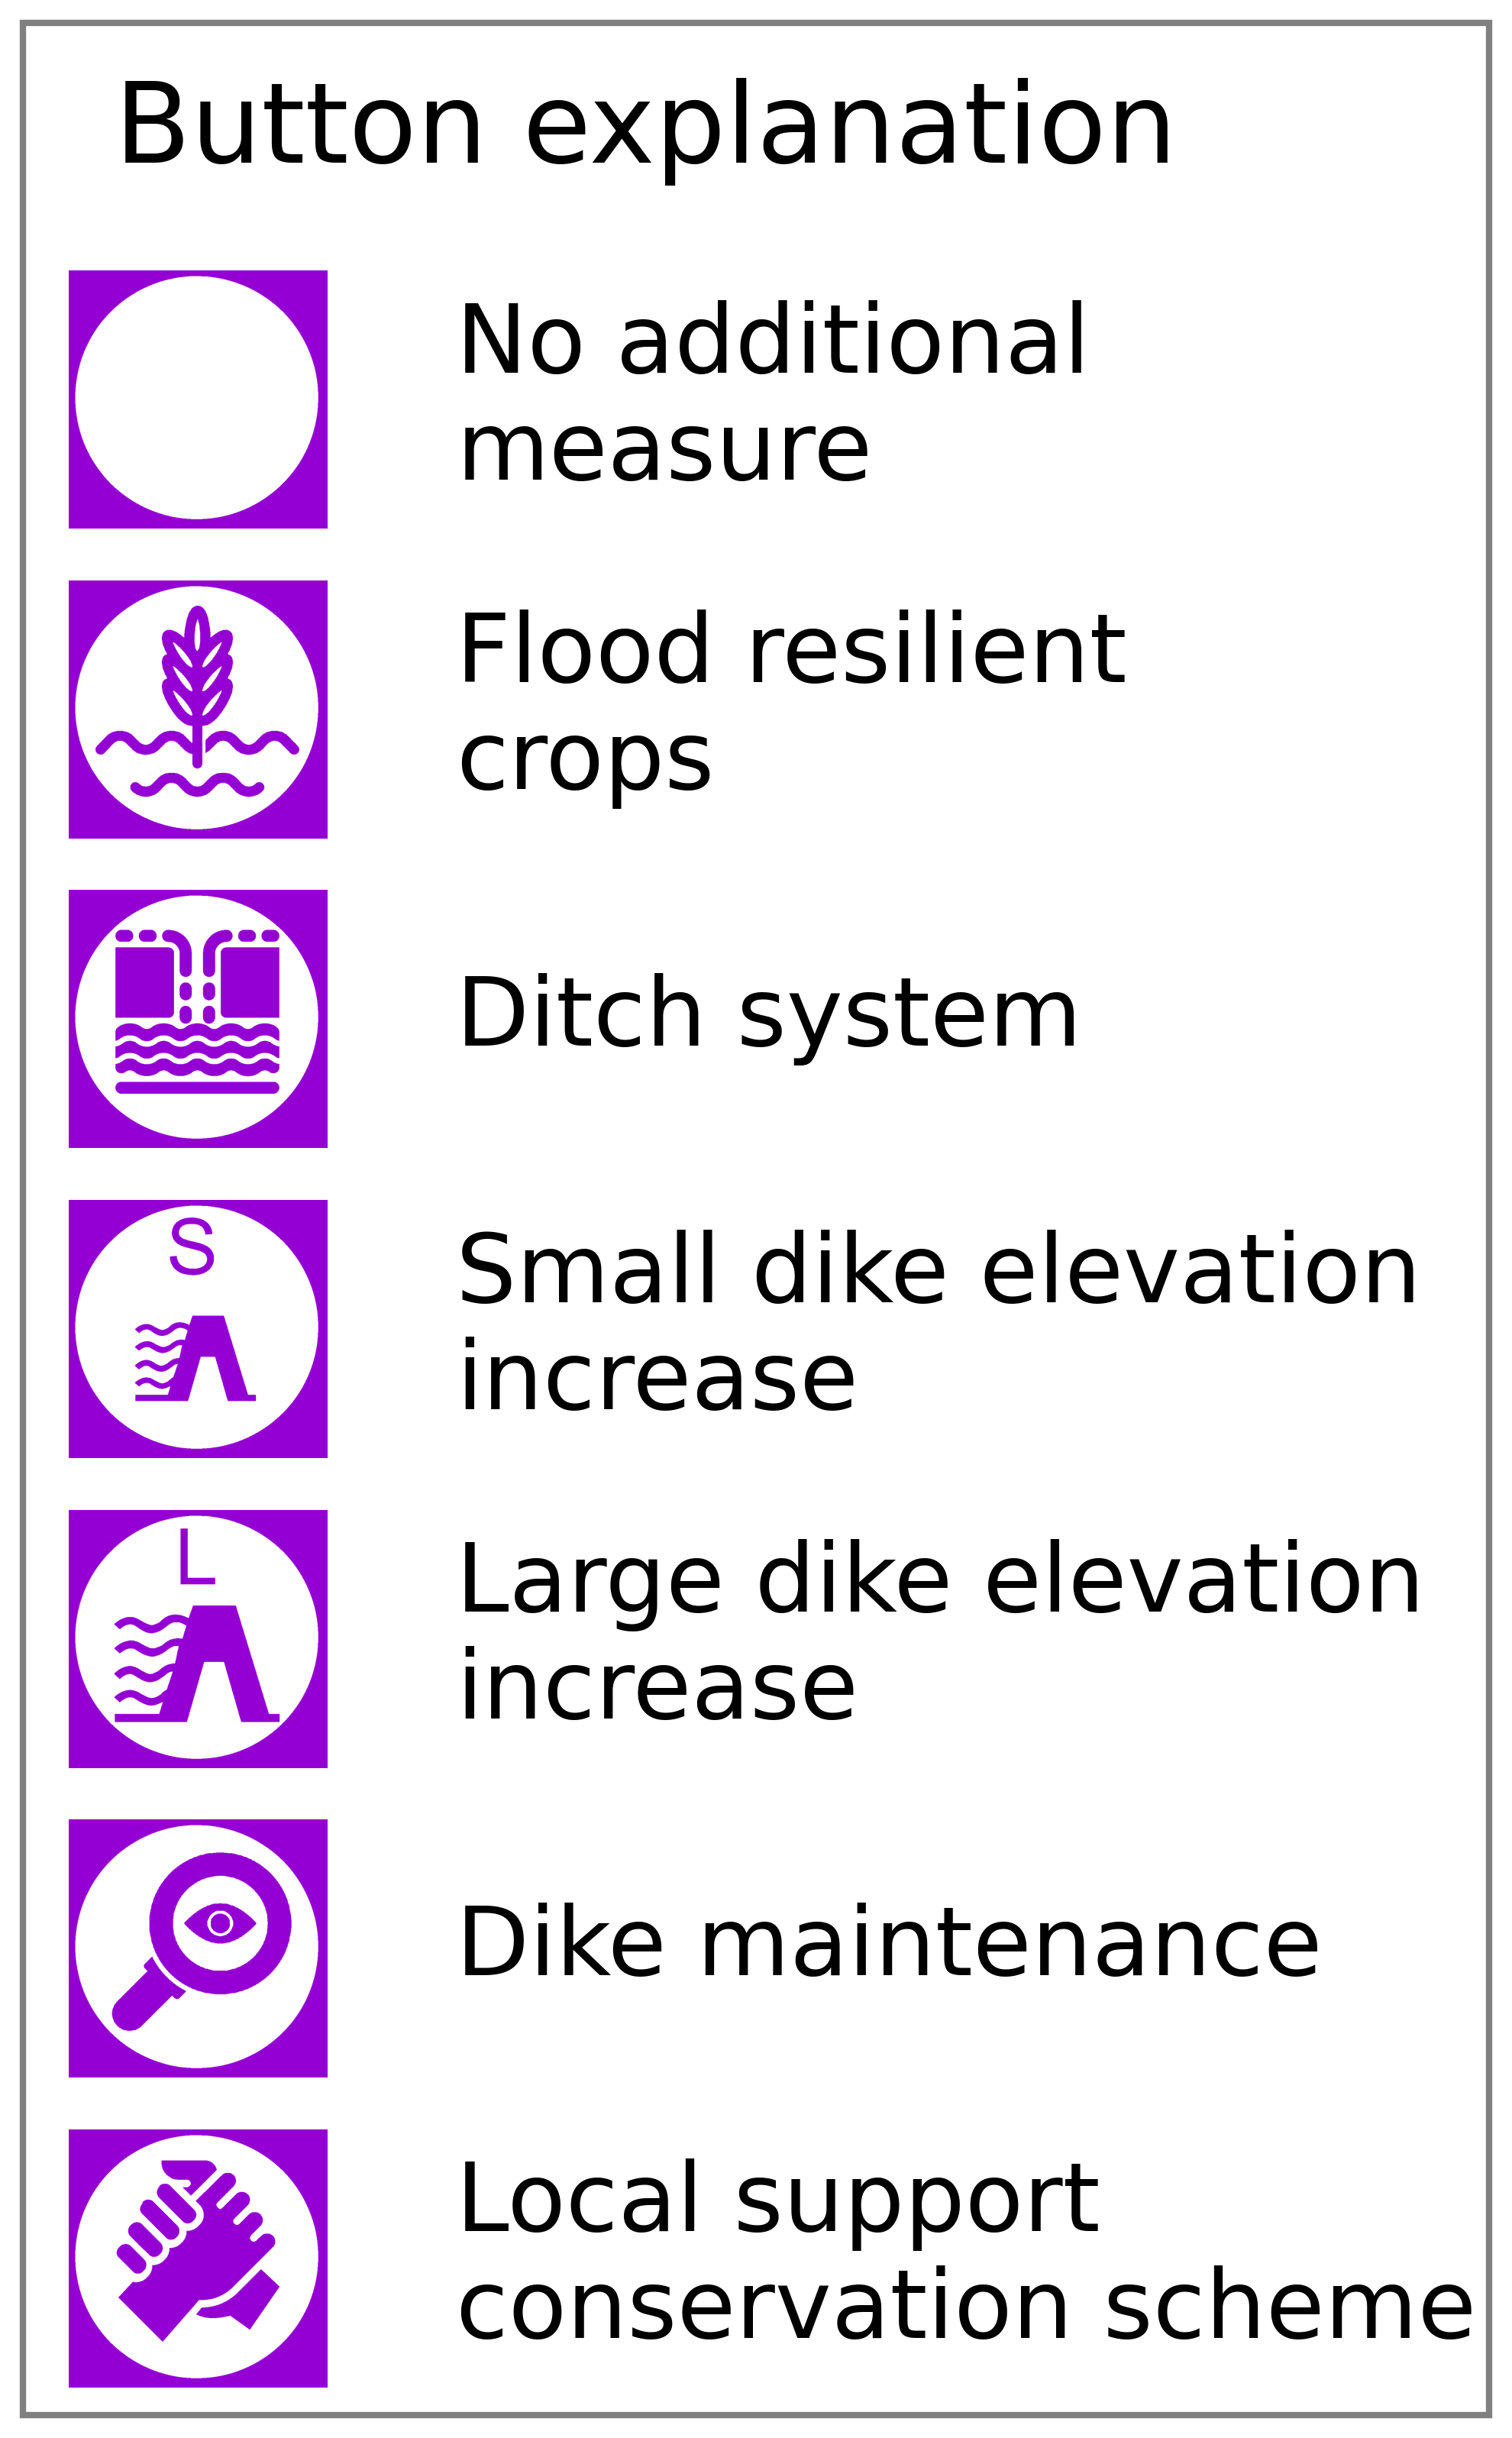 Button explanation
No additional
measure
Flood resilient
crops
Ditch system
S
Small dike elevation
increase
L
Large dike elevation
increase
Dike maintenance
Local support
conservation scheme